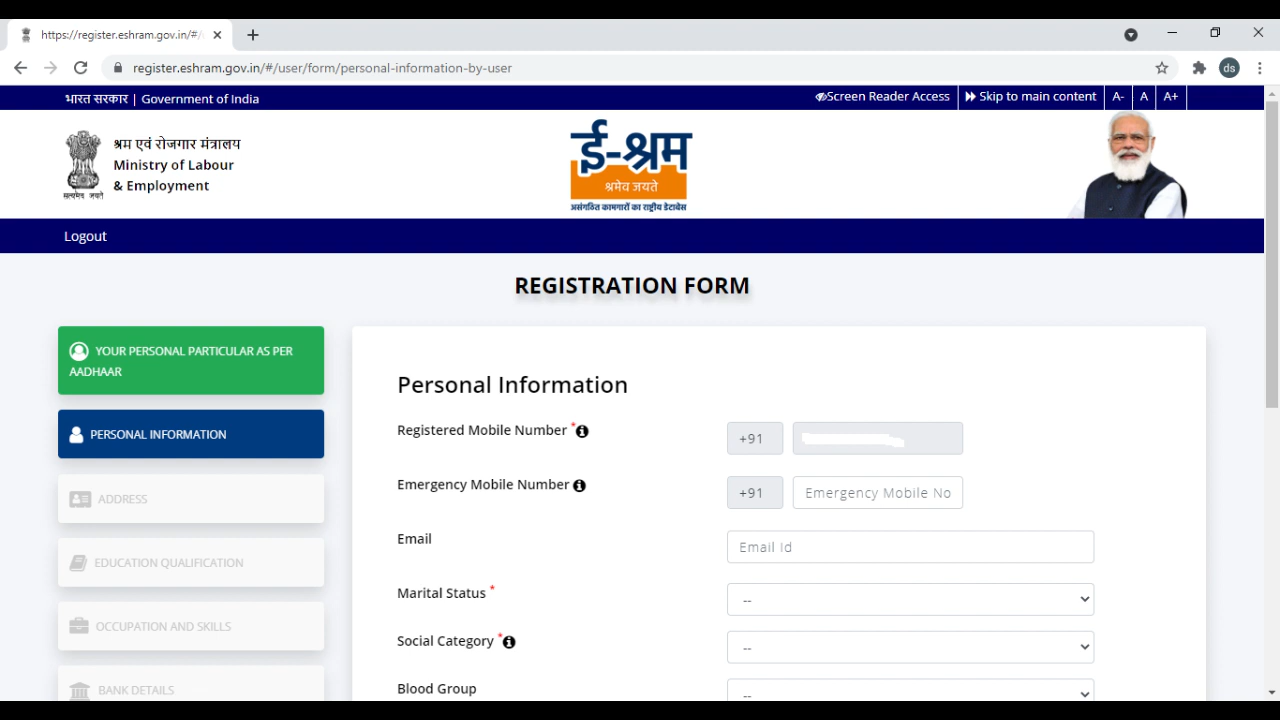 https://register.eshram.gov.in/#/
register.eshram.gov.in/#/user/form/personal-information-by-user
ds
भारत सरकार | Government of India
Screen Reader Access
Skip to main content
A-
A
A+
श्रम एवं रोजगार मंत्रालय
Ministry of Labour
& Employment
सत्यमेव जयते
ई-श्रम
श्रमेव जयते
असंगठित कामगारों का राष्ट्रीय डेटाबेस
Logout
REGISTRATION FORM
YOUR PERSONAL PARTICULAR AS PER
AADHAAR
PERSONAL INFORMATION
ADDRESS
EDUCATION QUALIFICATION
OCCUPATION AND SKILLS
BANK DETAILS
Personal Information
Registered Mobile Number *
+91
Emergency Mobile Number
+91 Emergency Mobile No
Email
Email Id
Marital Status *
--
Social Category *
--
Blood Group
--